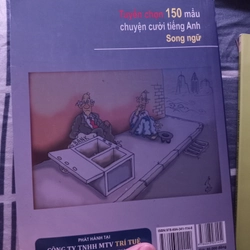 Tuyển chọn 150 mẩu
chuyện cười tiếng Anh
Song ngữ
PHÁT HÀNH TẠI
CÔNG TY TNHH MTV TRÍ TUỆ